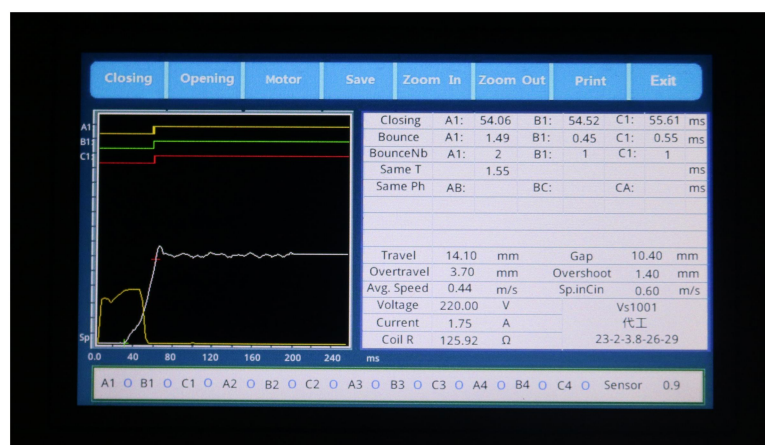 Closing Opening Motor Save Zoom In Zoom Out Print Exit
A1:
B1:
C1:
Sp
0.0 40 80 120 160 200 240 ms
Closing A1: 54.06 B1: 54.52 C1: 55.61 ms
Bounce A1: 1.49 B1: 0.45 C1: 0.55 ms
BounceNb A1: 2 B1: 1 C1: 1
Same T 1.55 ms
Same Ph AB: BC: CA: ms
Travel 14.10 mm Gap 10.40 mm
Overtravel 3.70 mm Overshoot 1.40 mm
Avg. Speed 0.44 m/s Sp.inCin 0.60 m/s
Voltage 220.00 V Vs1001
Current 1.75 A 代工
Coil R 125.92 Ω 23-2-3.8-26-29
A1 O B1 O C1 O A2 O B2 O C2 O A3 O B3 O C3 O A4 O B4 O C4 O Sensor 0.9